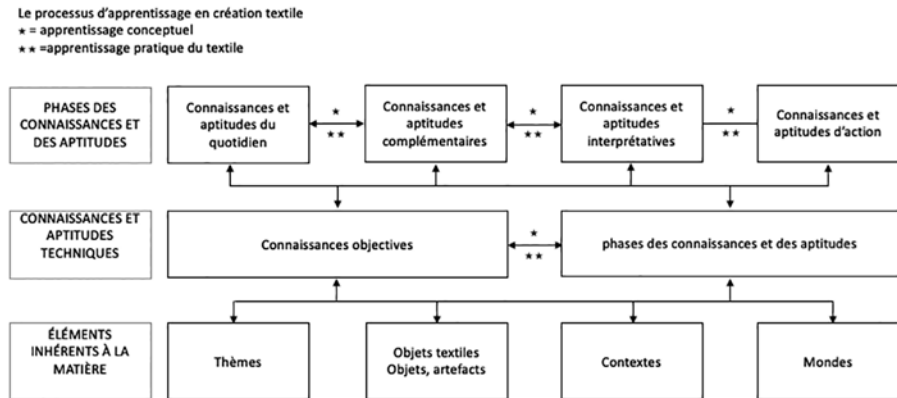 Le processus d'apprentissage en création textile
★ = apprentissage conceptuel
★★ =apprentissage pratique du textile
PHASES DES
CONNAISSANCES ET
DES APTITUDES
Connaissances et
aptitudes du
quotidien
★
★★
Connaissances et
aptitudes
complémentaires
★
★★
Connaissances et
aptitudes
interprétatives
★
★★
Connaissances et
aptitudes d'action
CONNAISSANCES ET
APTITUDES
TECHNIQUES
Connaissances objectives
★
★★
phases des connaissances et des aptitudes
ÉLÉMENTS
INHÉRENTS À LA
MATIÈRE
Thèmes
Objets textiles
Objets, artefacts
Contextes
Mondes